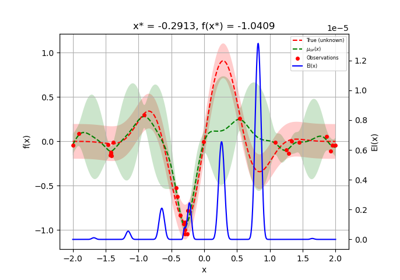 x* = -0.2913, f(x*) = -1.0409
1e−5
True (unknown)
μ_GP(x)
Observations
EI(x)
1.0
0.5
0.0
−0.5
−1.0
f(x)
1.2
1.0
0.8
0.6
0.4
0.2
0.0
EI(x)
−2.0 −1.5 −1.0 −0.5 0.0 0.5 1.0 1.5 2.0
x